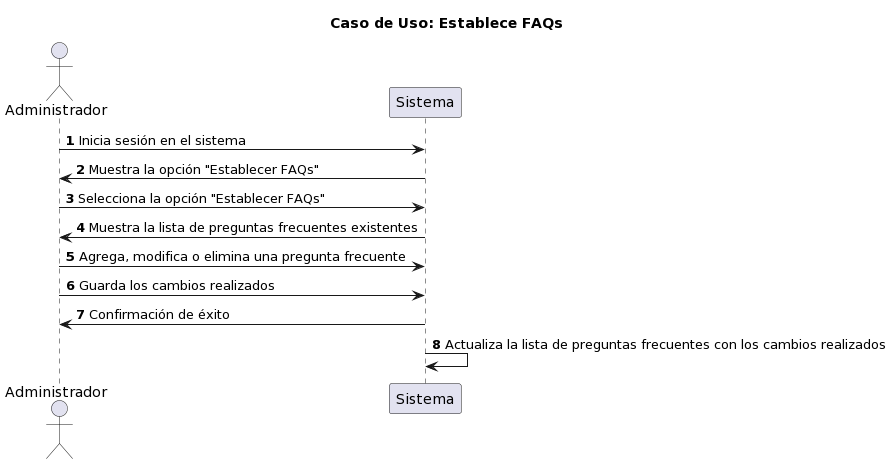 Caso de Uso: Establece FAQs
Administrador
Sistema
1 Inicia sesión en el sistema
2 Muestra la opción "Establecer FAQs"
3 Selecciona la opción "Establecer FAQs"
4 Muestra la lista de preguntas frecuentes existentes
5 Agrega, modifica o elimina una pregunta frecuente
6 Guarda los cambios realizados
7 Confirmación de éxito
8 Actualiza la lista de preguntas frecuentes con los cambios realizados
Administrador
Sistema